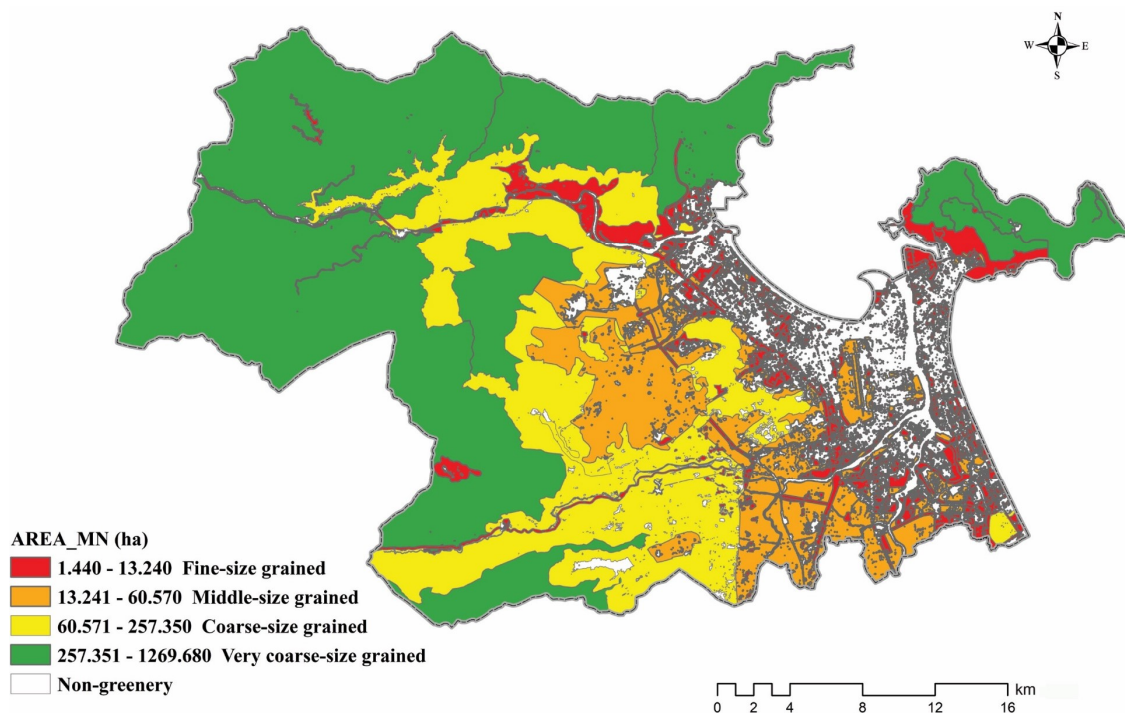 N
W E
S
AREA_MN (ha)
1.440 - 13.240 Fine-size grained
13.241 - 60.570 Middle-size grained
60.571 - 257.350 Coarse-size grained
257.351 - 1269.680 Very coarse-size grained
Non-greenery
km
0 2 4 8 12 16